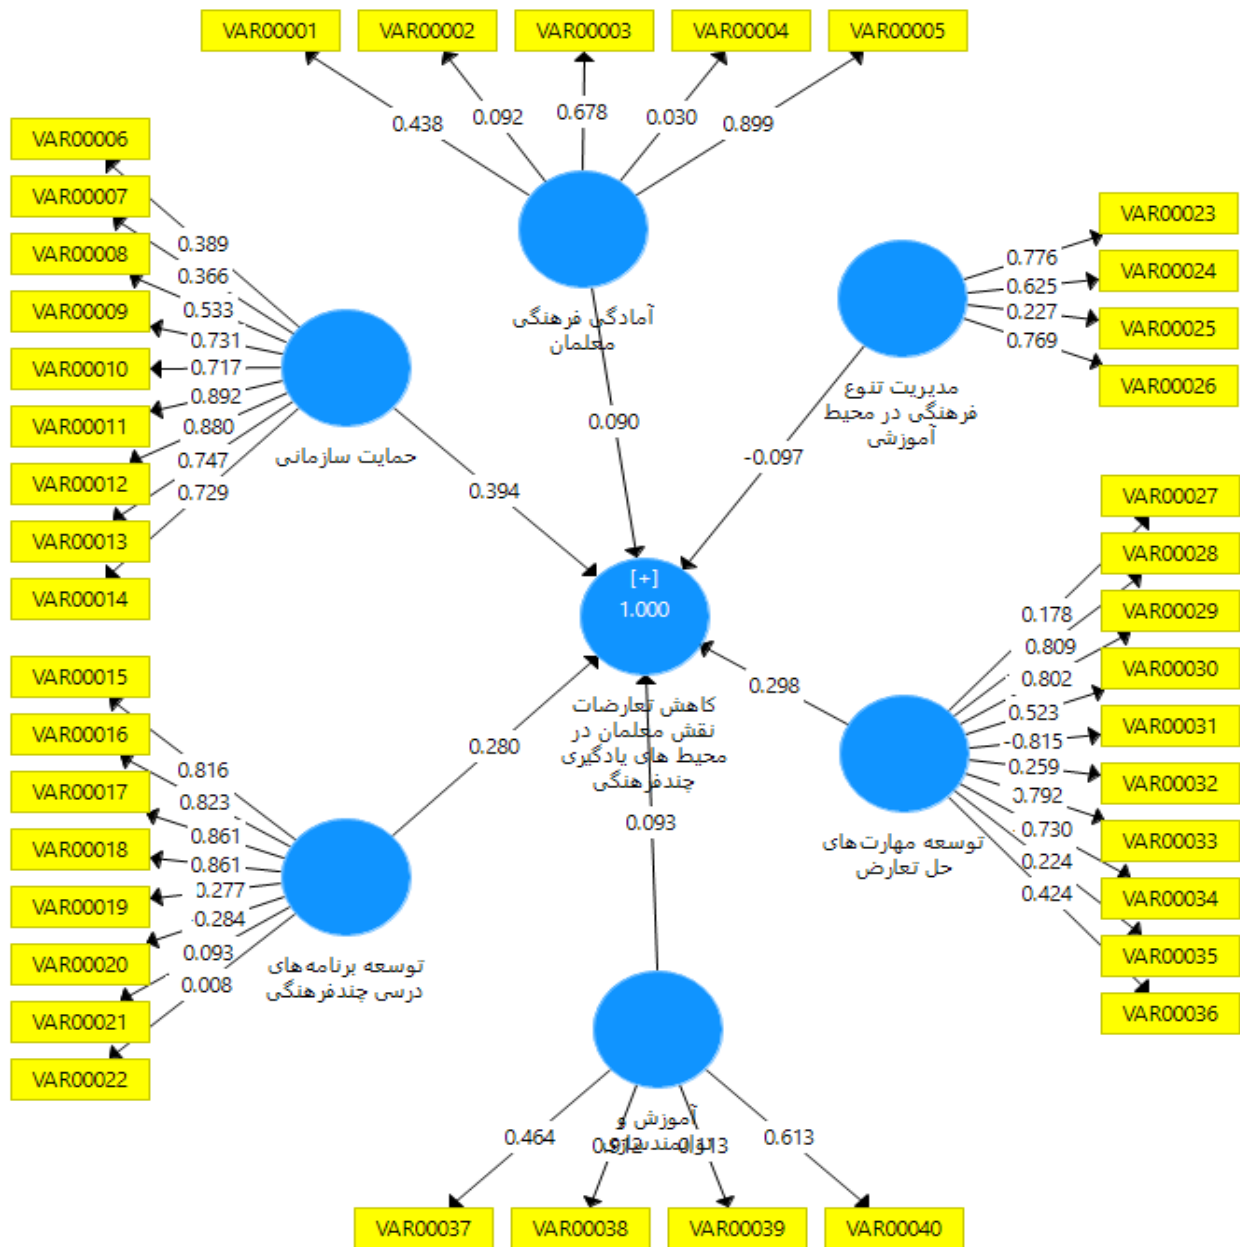 VAR00001
VAR00002
VAR00003
VAR00004
VAR00005
0.438
0.092
0.678
0.030
0.899
آمادگی فرهنگی
معلمان
0.090
VAR00006
VAR00007
VAR00008
VAR00009
VAR00010
VAR00011
VAR00012
VAR00013
VAR00014
0.389
0.366
0.533
0.731
0.717
0.892
0.880
0.747
0.729
حمایت سازمانی
0.394
VAR00023
VAR00024
VAR00025
VAR00026
0.776
0.625
0.227
0.769
مدیریت تنوع
فرهنگی در محیط
آموزشی
-0.097
[+]
1.000
کاهش تعارضات
نقش معلمان در
محیط های یادگیری
چندفرهنگی
VAR00015
VAR00016
VAR00017
VAR00018
VAR00019
VAR00020
VAR00021
VAR00022
0.816
0.823
0.861
0.861
0.277
-0.284
0.093
0.008
توسعه برنامه‌های
درسی چندفرهنگی
0.280
VAR00027
VAR00028
VAR00029
VAR00030
VAR00031
VAR00032
VAR00033
VAR00034
VAR00035
VAR00036
0.178
0.809
0.802
0.523
-0.815
0.259
0.792
0.730
0.224
0.424
توسعه مهارت‌های
حل تعارض
0.298
0.093
آموزش و
توانمندسازی
0.464
0.613
VAR00037
VAR00038
VAR00039
VAR00040